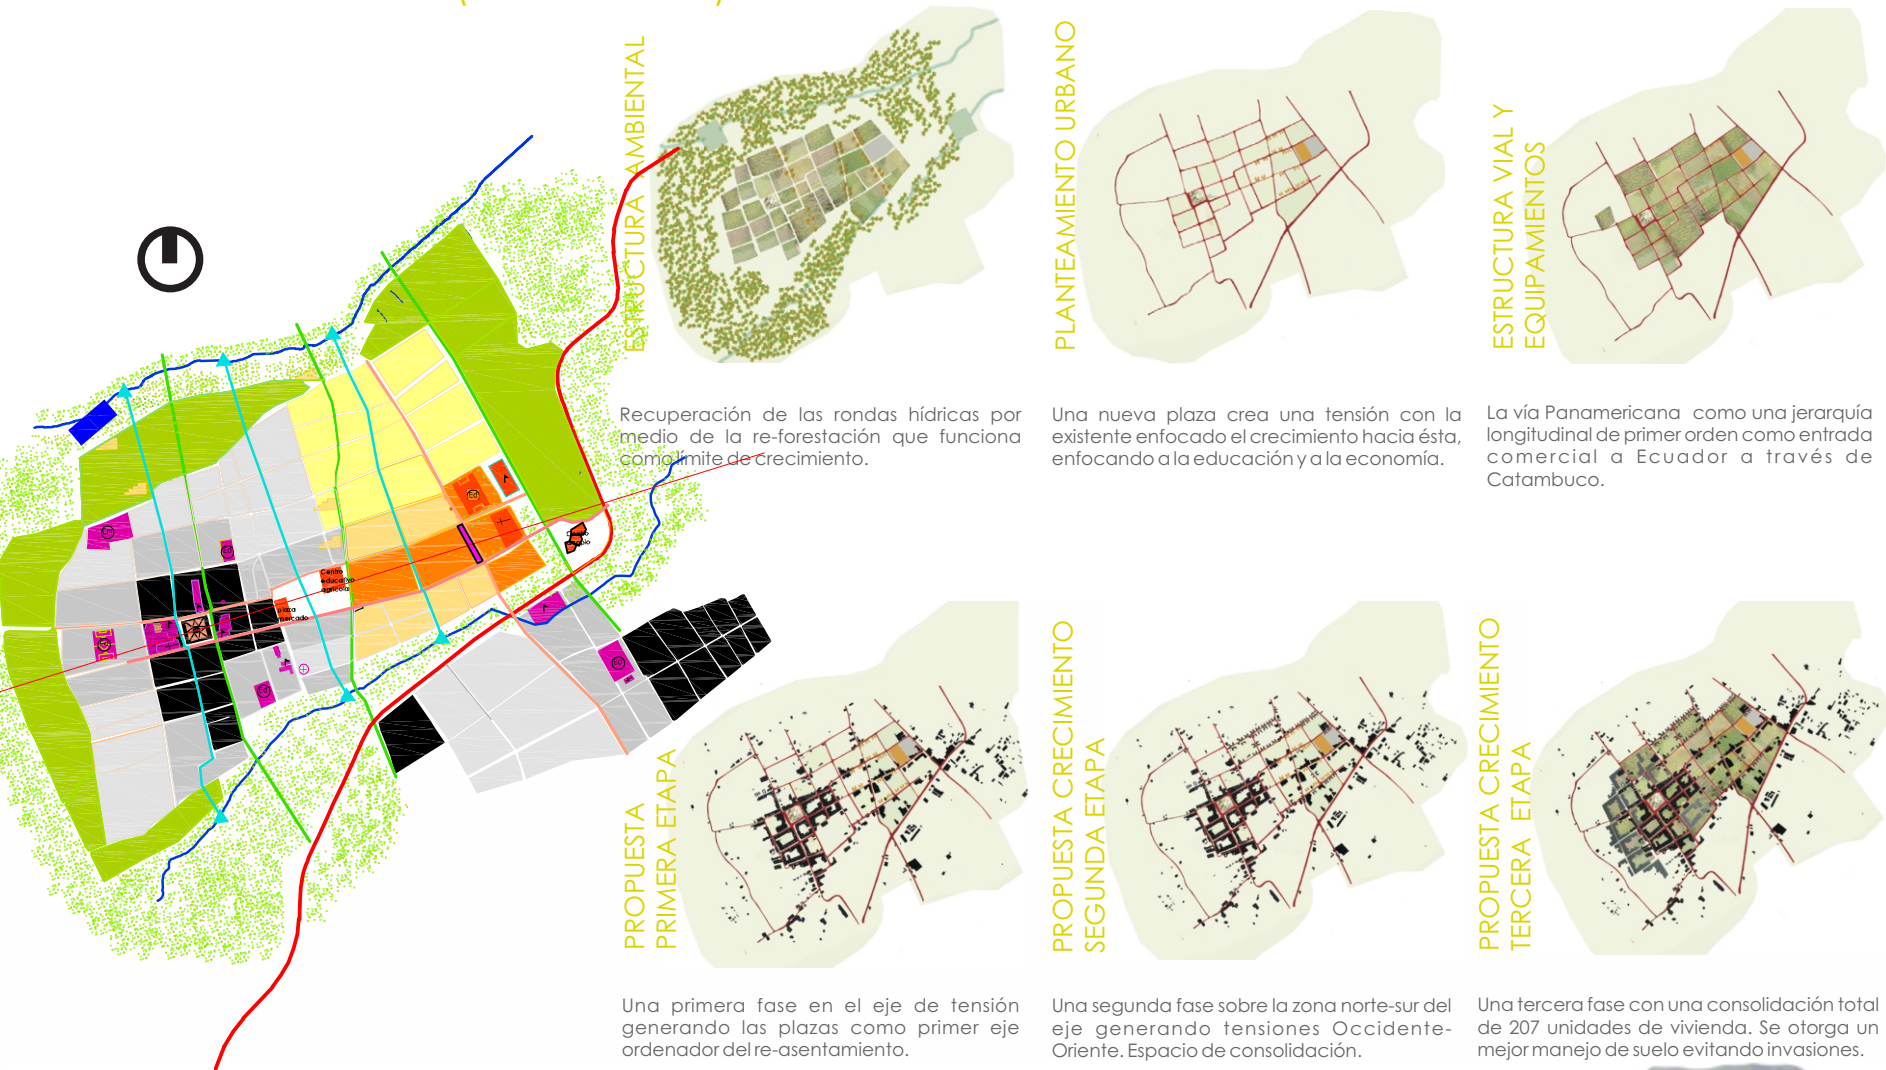 ESTRUCTURA AMBIENTAL
Recuperación de las rondas hídricas por
medio de la re-forestación que funciona
como límite de crecimiento.
PLANTEAMIENTO URBANO
Una nueva plaza crea una tensión con la
existente enfocado el crecimiento hacia ésta,
enfocando a la educación y a la economía.
ESTRUCTURA VIAL Y
EQUIPAMIENTOS
La vía Panamericana como una jerarquía
longitudinal de primer orden como entrada
comercial a Ecuador a través de
Catambuco.
Centro
educativo
agrícola
plaza
mercado
PROPUESTA
PRIMERA ETAPA
Una primera fase en el eje de tensión
generando las plazas como primer eje
ordenador del re-asentamiento.
PROPUESTA CRECIMIENTO
SEGUNDA ETAPA
Una segunda fase sobre la zona norte-sur del
eje generando tensiones Occidente-
Oriente. Espacio de consolidación.
PROPUESTA CRECIMIENTO
TERCERA ETAPA
Una tercera fase con una consolidación total
de 207 unidades de vivienda. Se otorga un
mejor manejo de suelo evitando invasiones.